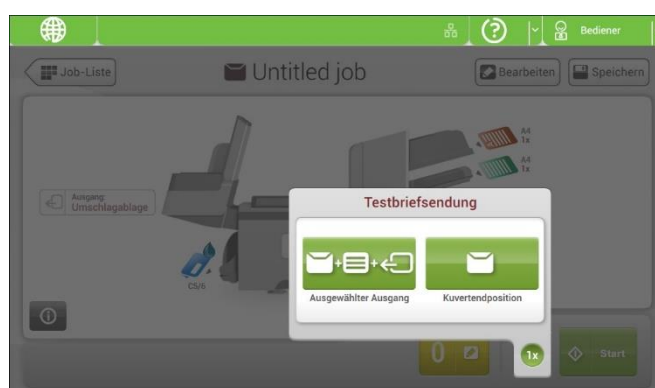 Bediener
Job-Liste
Untitled job
Bearbeiten
Speichern
A4
1x
A4
1x
Ausgang:
Umschlagablage
C5/6
Testbriefsendung
Ausgewählter Ausgang
Kuvertendposition
0
1x
Start